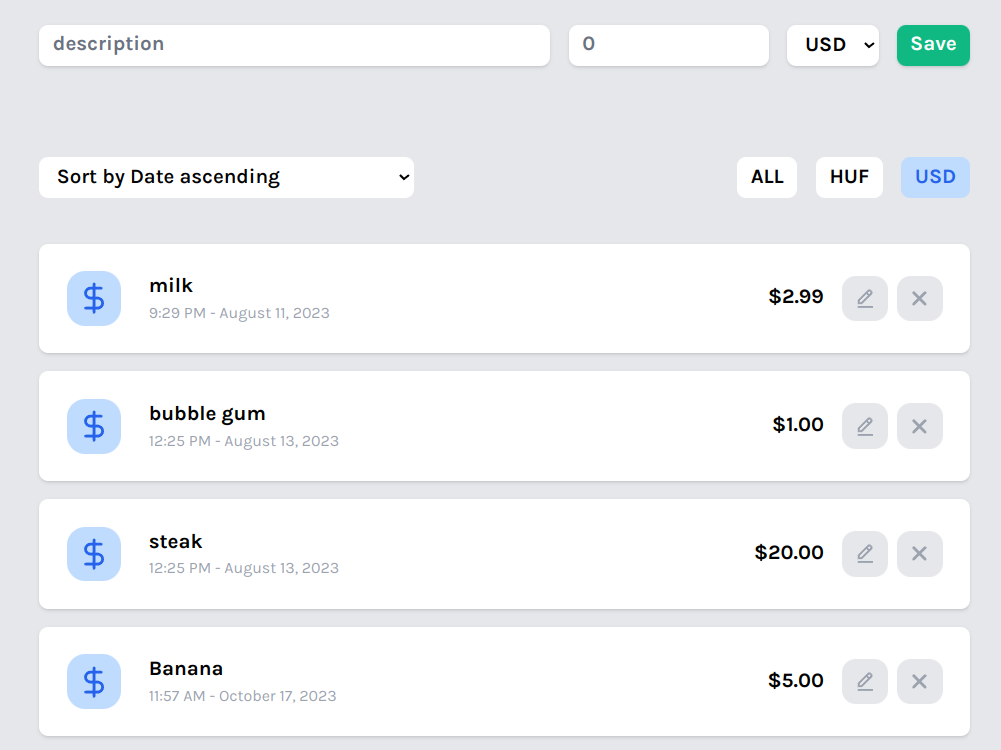 description
0
USD
Save
Sort by Date ascending
ALL
HUF
USD
$
milk
9:29 PM - August 11, 2023
$2.99
$
bubble gum
12:25 PM - August 13, 2023
$1.00
$
steak
12:25 PM - August 13, 2023
$20.00
$
Banana
11:57 AM - October 17, 2023
$5.00